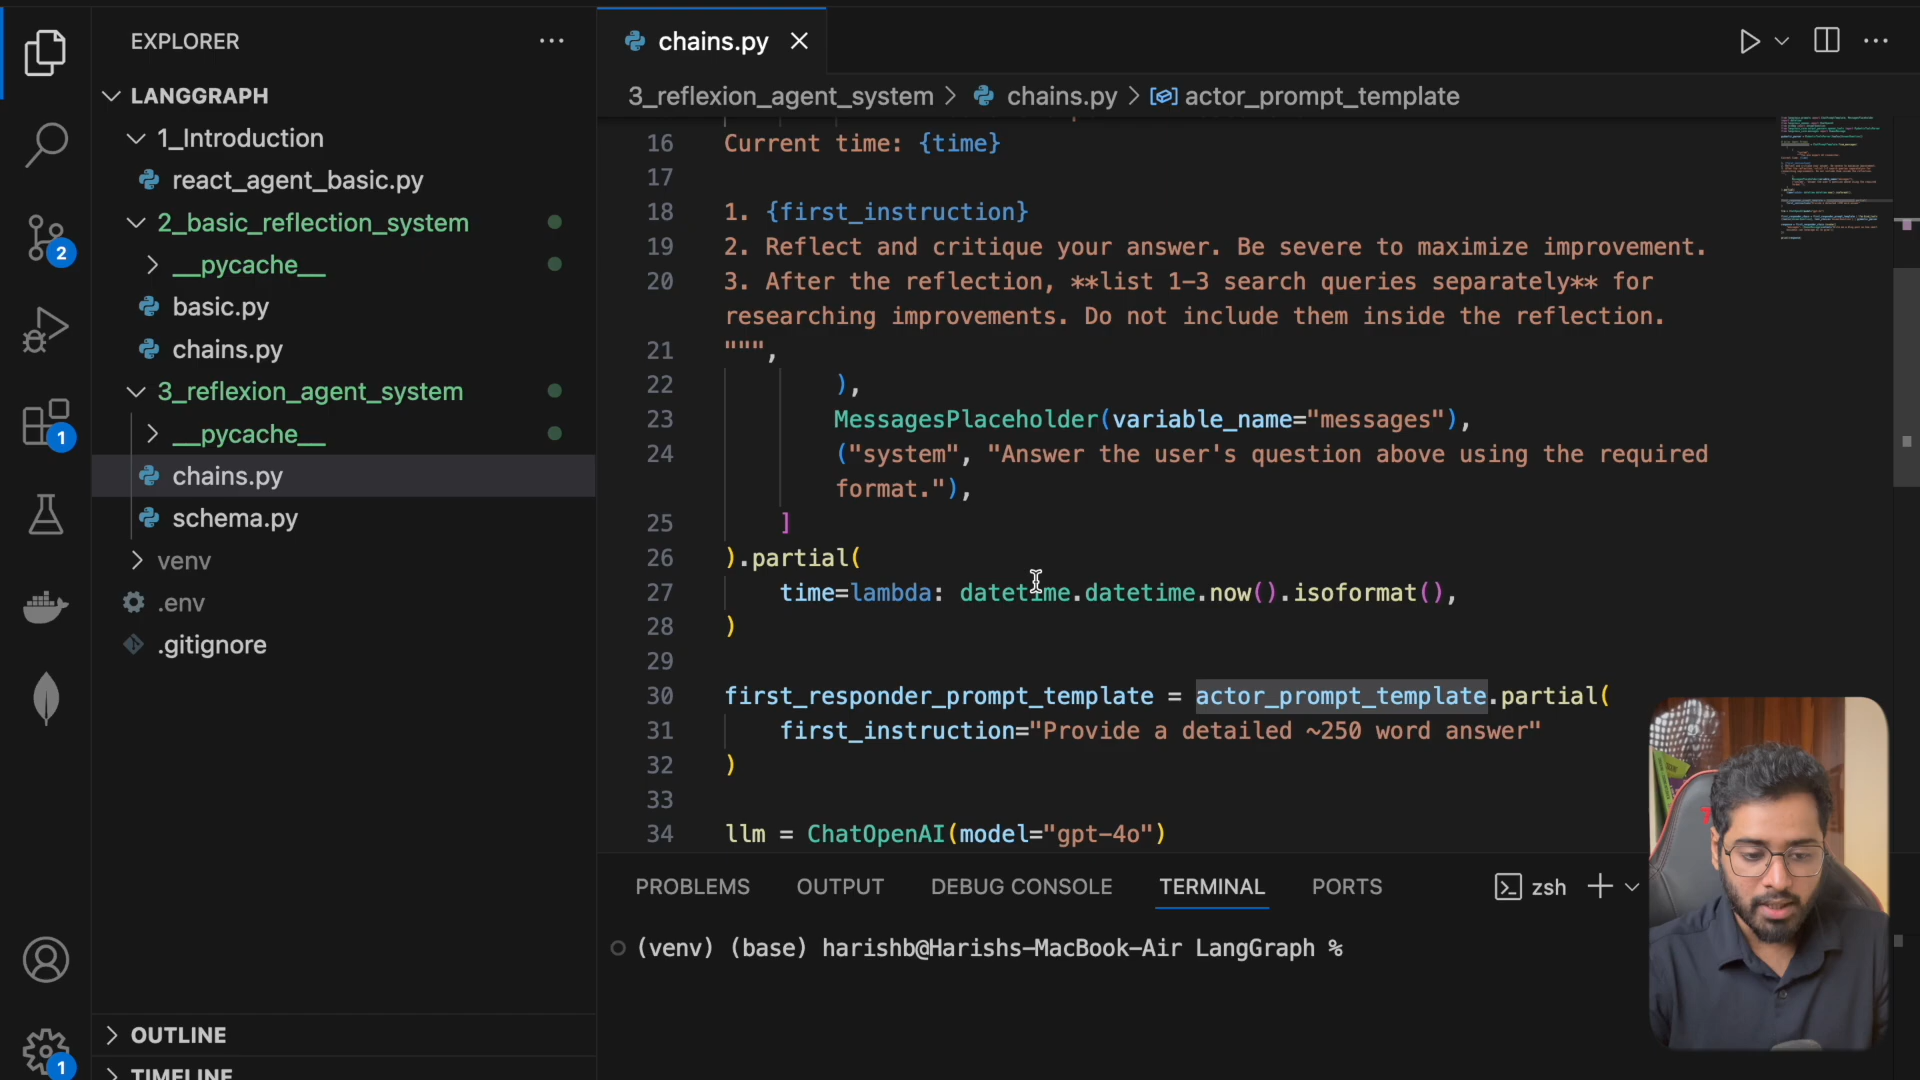 EXPLORER
LANGGRAPH
1_Introduction
react_agent_basic.py
2_basic_reflection_system
__pycache__
basic.py
chains.py
3_reflexion_agent_system
__pycache__
chains.py
schema.py
venv
.env
.gitignore
OUTLINE
TIMELINE
2
1
1
chains.py
3_reflexion_agent_system > chains.py > actor_prompt_template
16 Current time: {time}
17
18 1. {first_instruction}
19 2. Reflect and critique your answer. Be severe to maximize improvement.
20 3. After the reflection, **list 1-3 search queries separately** for
researching improvements. Do not include them inside the reflection.
21 """,
22 ),
23 MessagesPlaceholder(variable_name="messages"),
24 ("system", "Answer the user's question above using the required
format."),
25 ]
26 ).partial(
27 time=lambda: datetime.datetime.now().isoformat(),
28 )
29
30 first_responder_prompt_template = actor_prompt_template.partial(
31 first_instruction="Provide a detailed ~250 word answer"
32 )
33
34 llm = ChatOpenAI(model="gpt-4o")
PROBLEMS OUTPUT DEBUG CONSOLE TERMINAL PORTS zsh
(venv) (base) harishb@Harishs-MacBook-Air LangGraph %